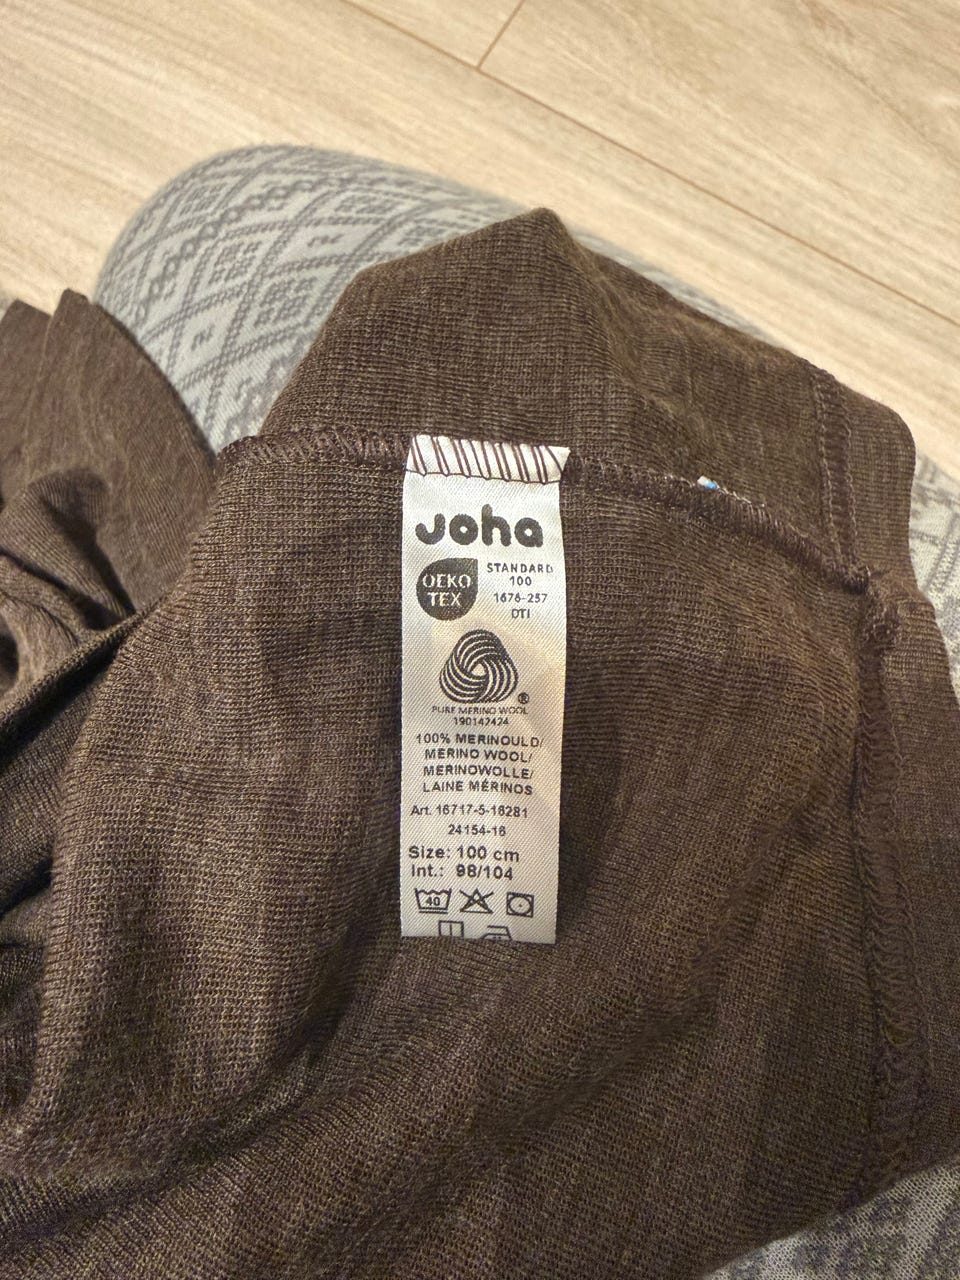 Joha
OEKO
TEX
STANDARD
100
1676-257
DTI
®
PURE MERINO WOOL
190142424
100% MERINOULD/
MERINO WOOL/
MERINOWOLLE/
LAINE MÉRINOS
Art. 16717-5-16281
24154-16
Size: 100 cm
Int.: 98/104
40